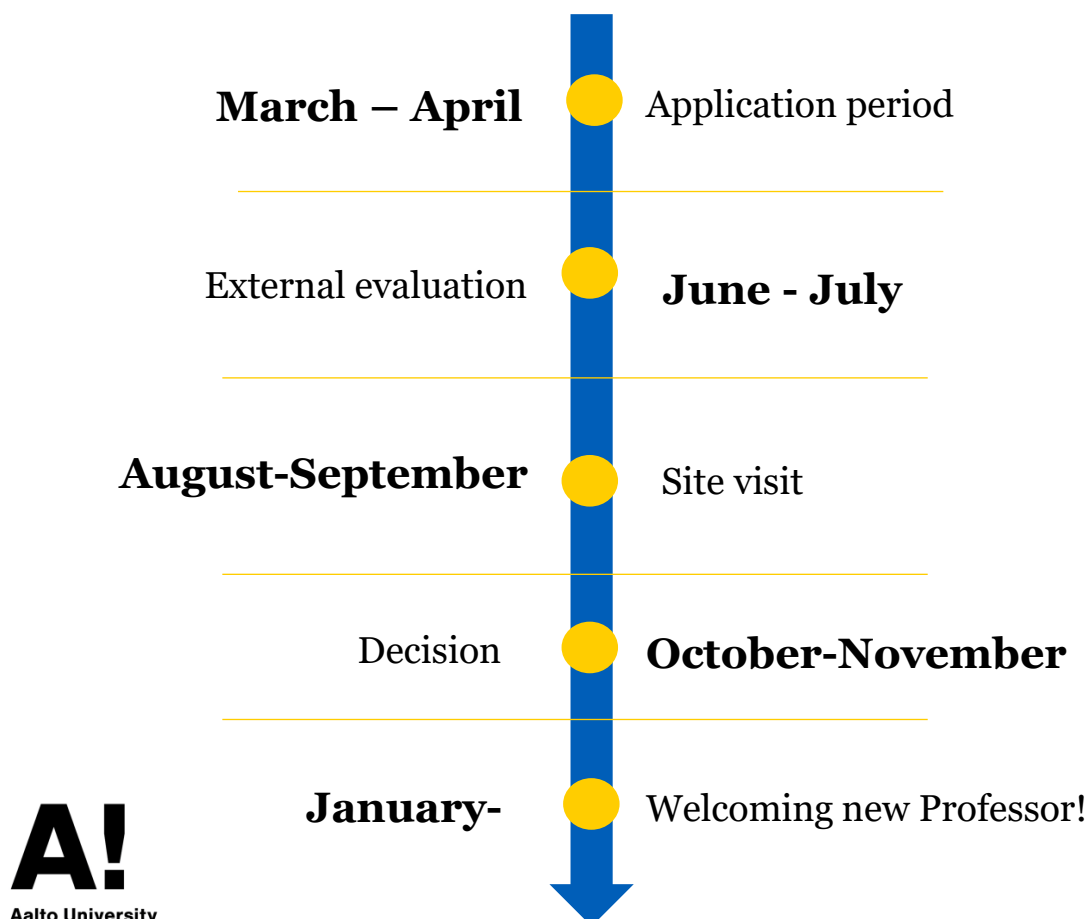 March – April
Application period
External evaluation
June - July
August-September
Site visit
Decision
October-November
January-
Welcoming new Professor!
A!
Aalto University